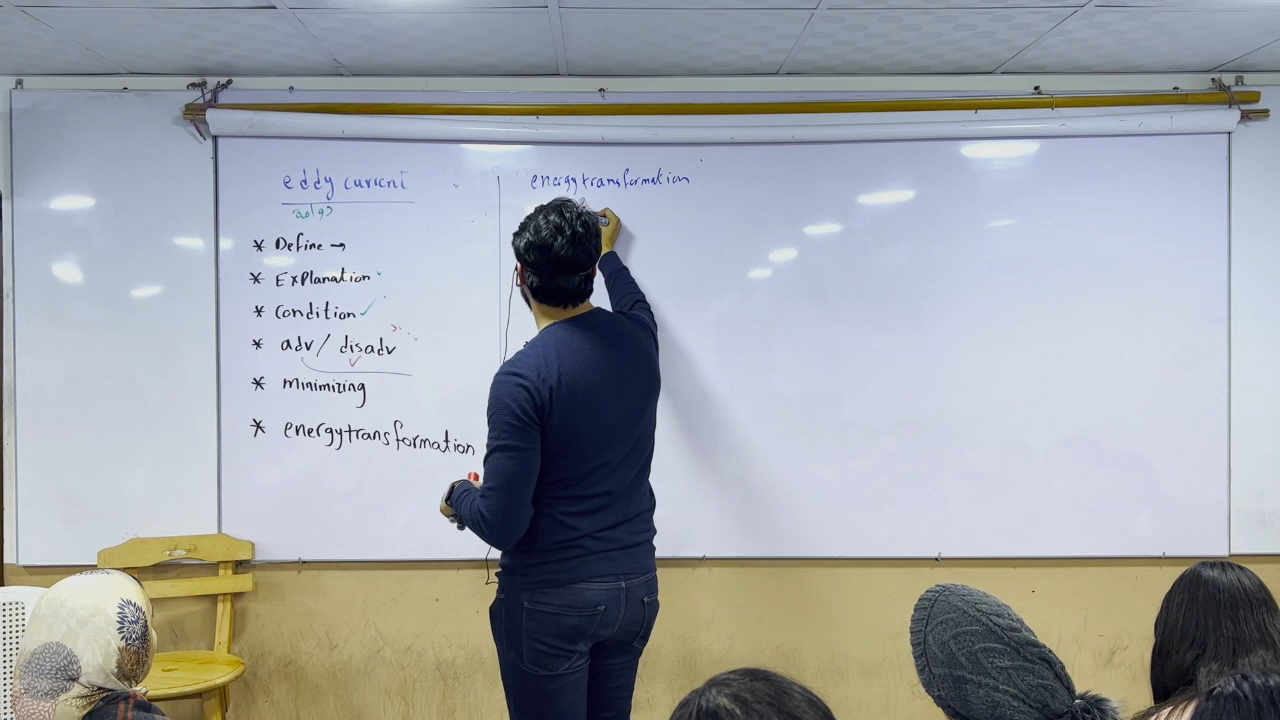 eddy current
* Define →
* Explanation
* Condition ✓
* adv / disadv
* minimizing
* energytransformation
energytransformation